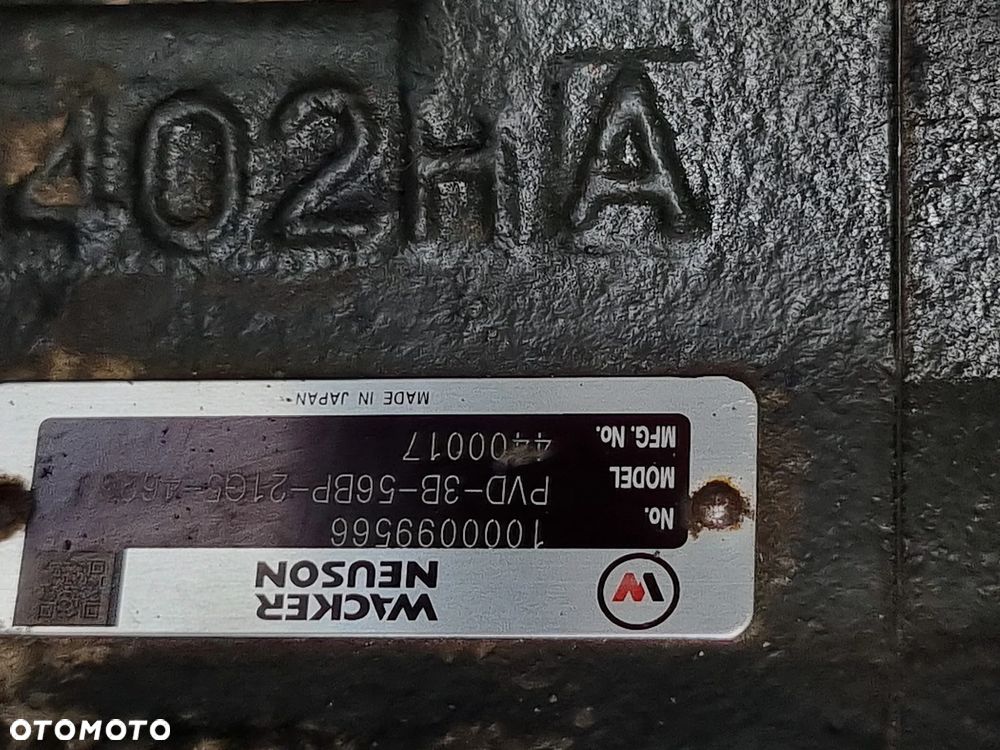 402HA
WACKER
NEUSON
No. 1000099566
MODEL PVD-3B-56BP-21G5-
MFG. No. 4400017
MADE IN JAPAN
OTOMOTO